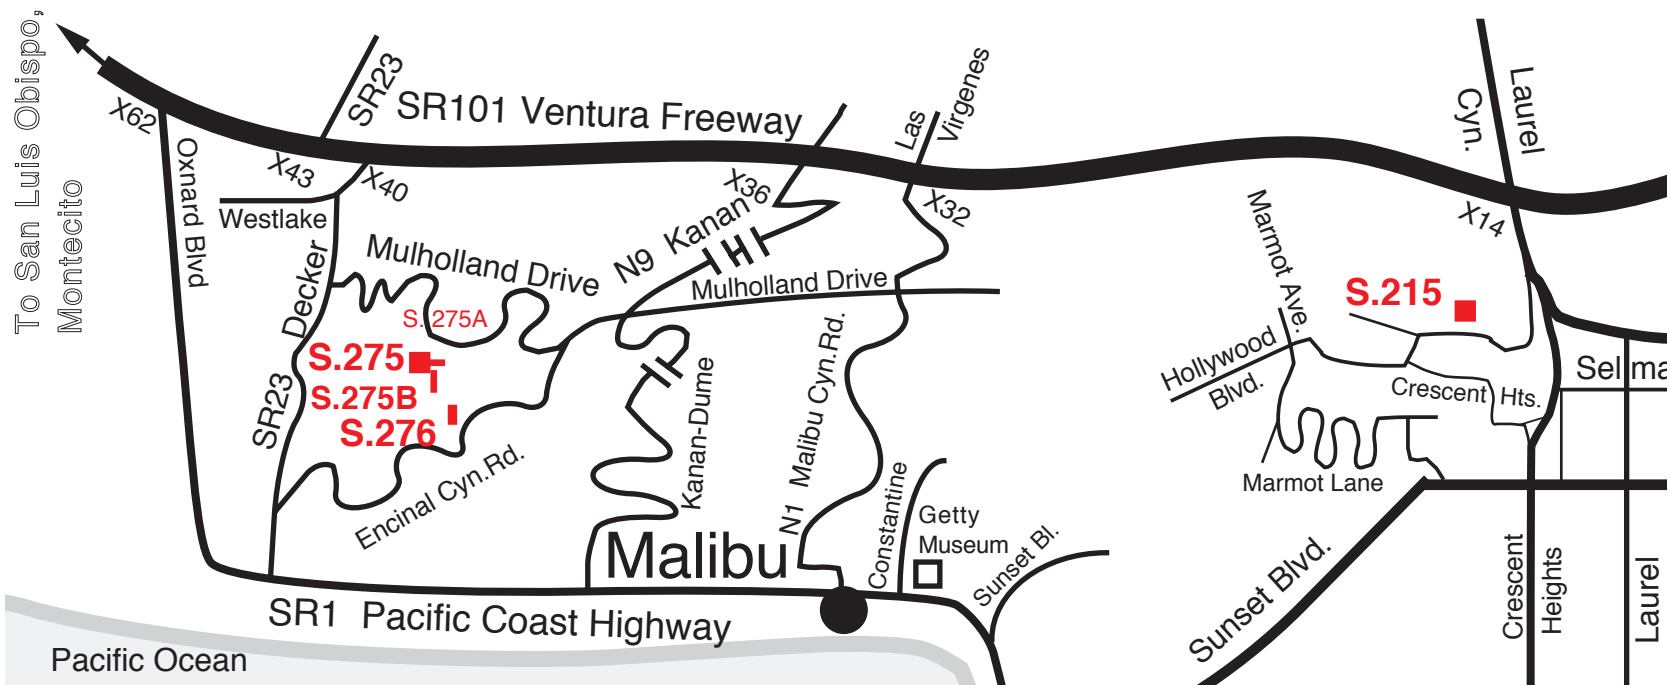 To San Luis Obispo,
Montecito
X62
Oxnard Blvd
SR23
SR101 Ventura Freeway
X43
X40
Westlake
Decker
SR23
Mulholland Drive
S. 275A
S.275
S.275B
S.276
Encinal Cyn.Rd.
X36
N9 Kanan
Mulholland Drive
Kanan-Dume
Las
Virgenes
X32
N1 Malibu Cyn.Rd.
Malibu
Constantine
Getty
Museum
Sunset Bl.
SR1 Pacific Coast Highway
Pacific Ocean
Laurel
Cyn.
X14
Marmot Ave.
S.215
Hollywood
Blvd.
Crescent Hts.
Selma
Marmot Lane
Sunset Blvd.
Crescent
Heights
Laurel